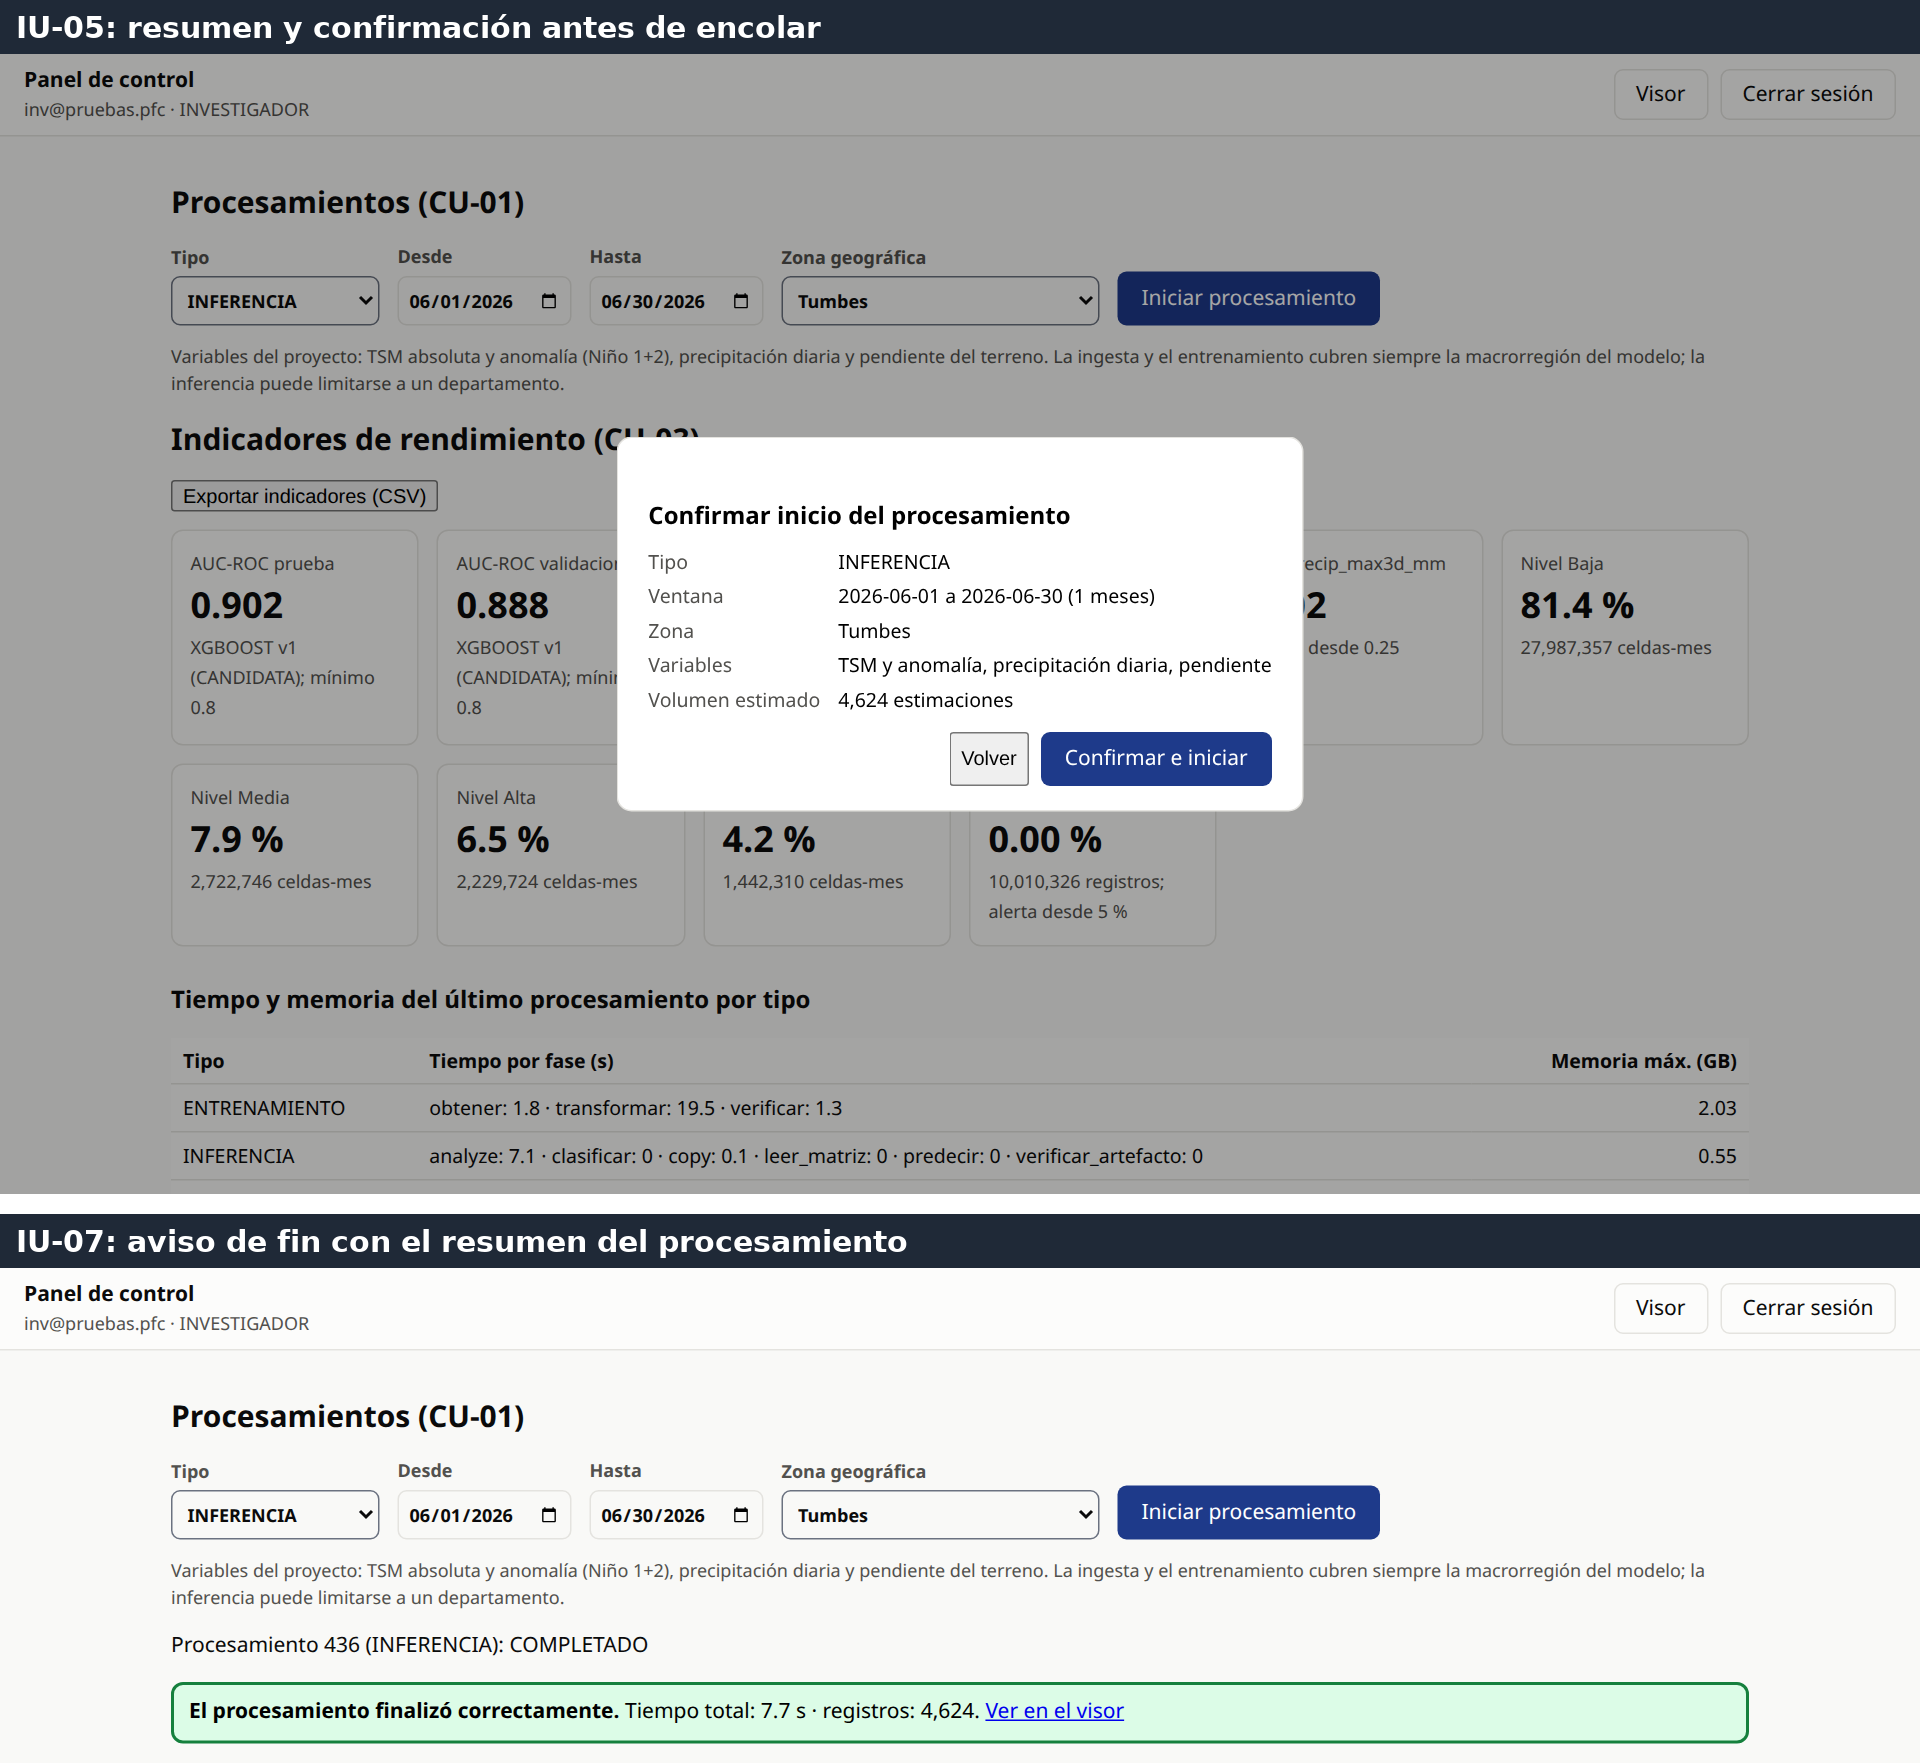 IU-05: resumen y confirmación antes de encolar
Panel de control
inv@pruebas.pfc · INVESTIGADOR
Visor
Cerrar sesión
Procesamientos (CU-01)
Tipo
Desde
Hasta
Zona geográfica
INFERENCIA
06/01/2026
06/30/2026
Tumbes
Iniciar procesamiento
Variables del proyecto: TSM absoluta y anomalía (Niño 1+2), precipitación diaria y pendiente del terreno. La ingesta y el entrenamiento cubren siempre la macrorregión del modelo; la
inferencia puede limitarse a un departamento.
Indicadores de rendimiento
Exportar indicadores (CSV)
AUC-ROC prueba
0.902
XGBOOST v1
(CANDIDATA); mínimo
0.8
AUC-ROC validacion
0.888
XGBOOST v1
(CANDIDATA);
0.8
ecip_max3d_mm
2
desde 0.25
Nivel Baja
81.4 %
27,987,357 celdas-mes
Confirmar inicio del procesamiento
Tipo INFERENCIA
Ventana 2026-06-01 a 2026-06-30 (1 meses)
Zona Tumbes
Variables TSM y anomalía, precipitación diaria, pendiente
Volumen estimado 4,624 estimaciones
Volver
Confirmar e iniciar
Nivel Media
7.9 %
2,722,746 celdas-mes
Nivel Alta
6.5 %
2,229,724 celdas-mes
4.2 %
1,442,310 celdas-mes
0.00 %
10,010,326 registros;
alerta desde 5 %
Tiempo y memoria del último procesamiento por tipo
Tipo Tiempo por fase (s) Memoria máx. (GB)
ENTRENAMIENTO obtener: 1.8 · transformar: 19.5 · verificar: 1.3 2.03
INFERENCIA analyze: 7.1 · clasificar: 0 · copy: 0.1 · leer_matriz: 0 · predecir: 0 · verificar_artefacto: 0 0.55
IU-07: aviso de fin con el resumen del procesamiento
Panel de control
inv@pruebas.pfc · INVESTIGADOR
Visor
Cerrar sesión
Procesamientos (CU-01)
Tipo
Desde
Hasta
Zona geográfica
INFERENCIA
06/01/2026
06/30/2026
Tumbes
Iniciar procesamiento
Variables del proyecto: TSM absoluta y anomalía (Niño 1+2), precipitación diaria y pendiente del terreno. La ingesta y el entrenamiento cubren siempre la macrorregión del modelo; la
inferencia puede limitarse a un departamento.
Procesamiento 436 (INFERENCIA): COMPLETADO
El procesamiento finalizó correctamente. Tiempo total: 7.7 s · registros: 4,624. Ver en el visor